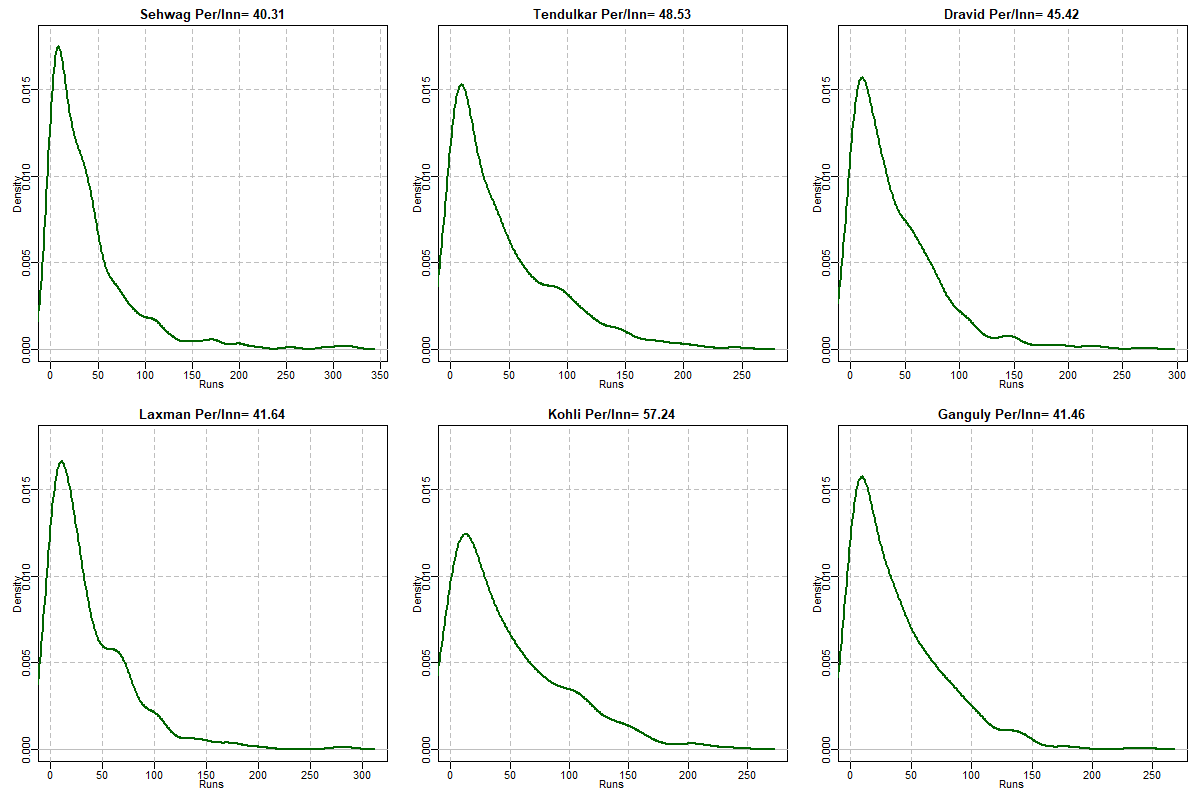 Sehwag Per/Inn= 40.31
Density
0.000 0.005 0.010 0.015
0 50 100 150 200 250 300 350
Runs
Tendulkar Per/Inn= 48.53
Density
0.000 0.005 0.010 0.015
0 50 100 150 200 250
Runs
Dravid Per/Inn= 45.42
Density
0.000 0.005 0.010 0.015
0 50 100 150 200 250 300
Runs
Laxman Per/Inn= 41.64
Density
0.000 0.005 0.010 0.015
0 50 100 150 200 250 300
Runs
Kohli Per/Inn= 57.24
Density
0.000 0.005 0.010 0.015
0 50 100 150 200 250
Runs
Ganguly Per/Inn= 41.46
Density
0.000 0.005 0.010 0.015
0 50 100 150 200 250
Runs